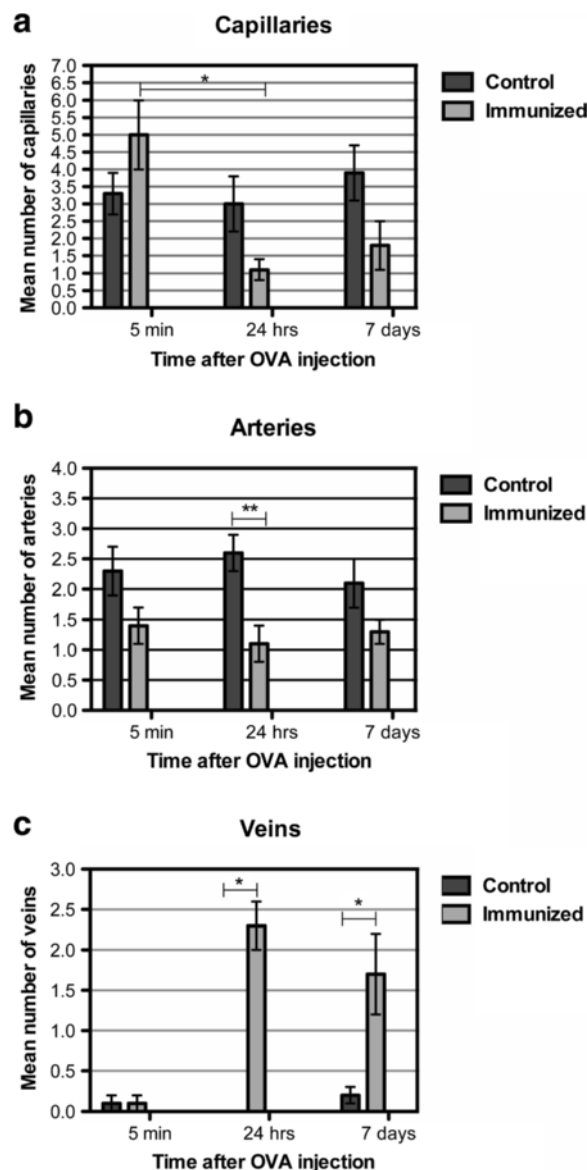 a
Capillaries
Mean number of capillaries
7.0
6.5
6.0
5.5
5.0
4.5
4.0
3.5
3.0
2.5
2.0
1.5
1.0
0.5
0.0
*
Control
Immunized
5 min 24 hrs 7 days
Time after OVA injection
b
Arteries
Mean number of arteries
4.0
3.5
3.0
2.5
2.0
1.5
1.0
0.5
0.0
**
Control
Immunized
5 min 24 hrs 7 days
Time after OVA injection
c
Veins
Mean number of veins
3.0
2.5
2.0
1.5
1.0
0.5
0.0
* *
Control
Immunized
5 min 24 hrs 7 days
Time after OVA injection